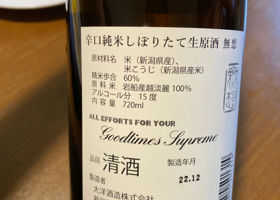 辛口純米しぼりたて生原酒 無想
原材料名 米（新潟県産）、
米こうじ（新潟県産米）
精米歩合 60%
原料米 岩船産越淡麗 100%
アルコール分 15 度
内容量 720ml
ALL EFFORTS FOR YOUR
Goodtimes Supreme
品目 清酒
製造年月
22.12
製造者
大洋酒造株式会社